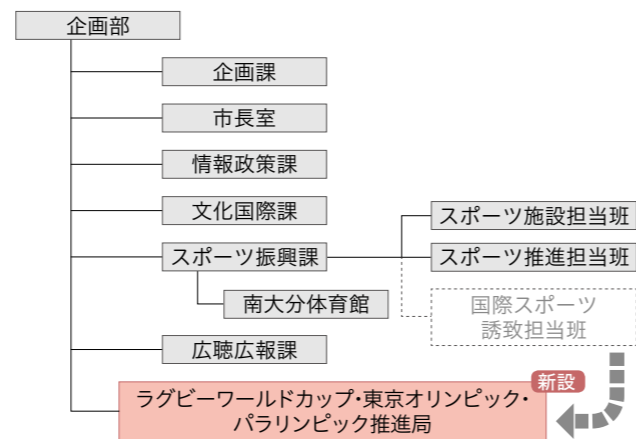 企画部
企画課
市長室
情報政策課
文化国際課
スポーツ施設担当班
スポーツ振興課
スポーツ推進担当班
南大分体育館
国際スポーツ
誘致担当班
広聴広報課
新設
ラグビーワールドカップ・東京オリンピック・
パラリンピック推進局